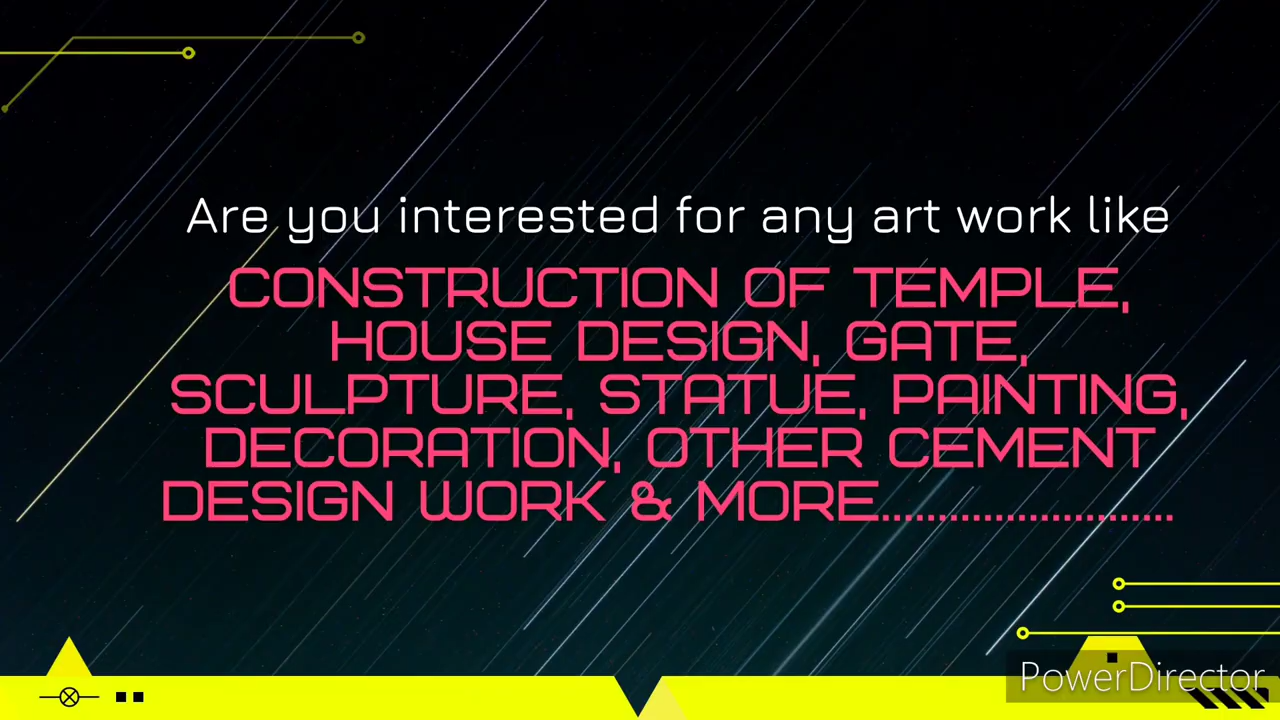 Are you interested for any art work like
CONSTRUCTION OF TEMPLE,
HOUSE DESIGN, GATE,
SCULPTURE, STATUE, PAINTING,
DECORATION, OTHER CEMENT
DESIGN WORK & MORE..........................
PowerDirector